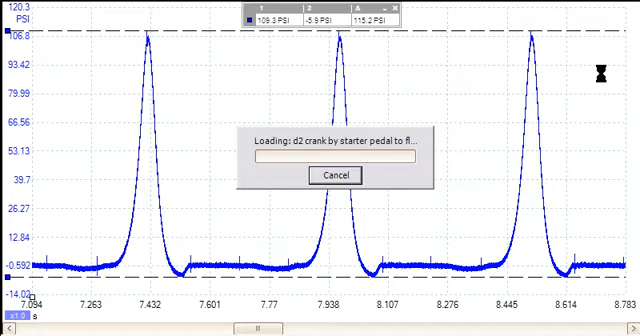 120.3
PSI
1 2 Δ
109.3 PSI -5.9 PSI 115.2 PSI
106.8
93.42
79.99
66.56
53.13
39.7
26.27
12.84
-0.592
-14.02
Loading: d2 crank by starter pedal to fl...
Cancel
7.094 7.263 7.432 7.601 7.77 7.938 8.107 8.276 8.445 8.614 8.783
x1.0 s